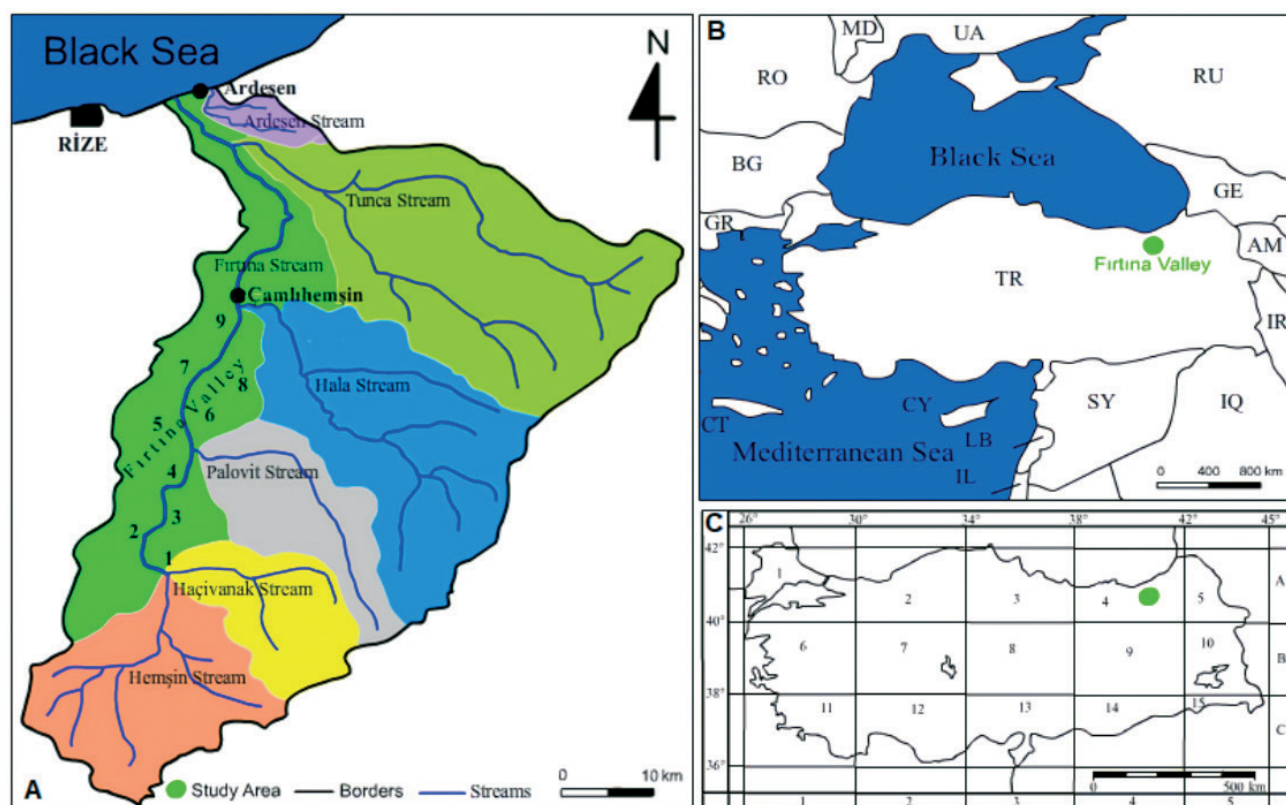 Black Sea
N
Ardeşen
Ardeşen Stream
RİZE
Tunca Stream
Fırtına Stream
Çamlıhemşin
9
7
8
Hala Stream
6
5
Fırtına Valley
Palovit Stream
4
3
2
1
Haçivanak Stream
Hemşin Stream
A
Study Area
Borders
Streams
0 10 km
B
MD
UA
RO
RU
Black Sea
BG
GE
GR
AM
TR
Fırtına Valley
IR
CY
SY
IQ
CT
LB
Mediterranean Sea
IL
0 400 800 km
C
26° 30° 34° 38° 42° 45°
42°
A
1
2 3 4 5
40°
6 7 8 9 10
B
38°
11 12 13 14 15
C
36°
0 500 km
1 2 3 4 5